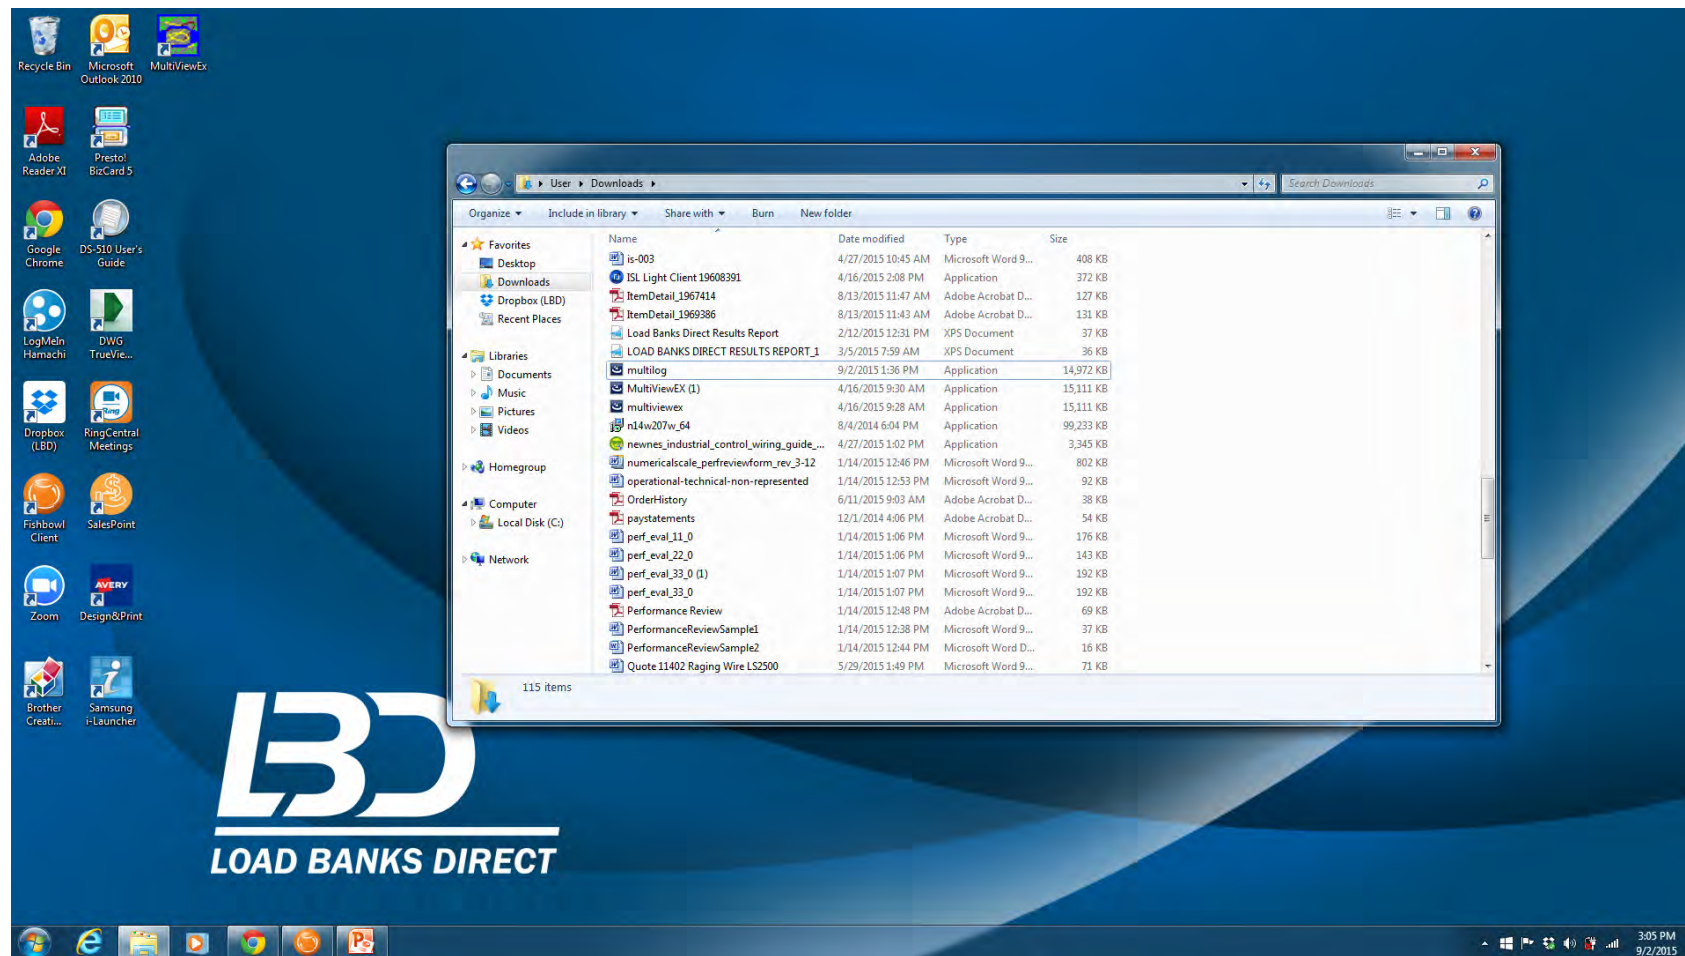 Recycle Bin
Microsoft
Outlook 2010
MultiViewEx
Adobe
Reader XI
Presto!
BizCard 5
Google
Chrome
DS-510 User's
Guide
LogMeIn
Hamachi
DWG
TrueVie...
Dropbox
(LBD)
Ring
RingCentral
Meetings
Fishbowl
Client
SalesPoint
Zoom
AVERY
Design&Print
Brother
Creati...
Samsung
i-Launcher
User
Downloads
Search Downloads
Organize
Include in library
Share with
Burn
New folder
Favorites
Desktop
Downloads
Dropbox (LBD)
Recent Places
Libraries
Documents
Music
Pictures
Videos
Homegroup
Computer
Local Disk (C:)
Network
Name Date modified Type Size
is-003 4/27/2015 10:45 AM Microsoft Word 9... 408 KB
ISL Light Client 19608391 4/16/2015 2:08 PM Application 372 KB
ItemDetail_1967414 8/13/2015 11:47 AM Adobe Acrobat D... 127 KB
ItemDetail_1969386 8/13/2015 11:43 AM Adobe Acrobat D... 131 KB
Load Banks Direct Results Report 2/12/2015 12:31 PM XPS Document 37 KB
LOAD BANKS DIRECT RESULTS REPORT_1 3/5/2015 7:59 AM XPS Document 36 KB
multilog 9/2/2015 1:36 PM Application 14,972 KB
MultiViewEX (1) 4/16/2015 9:30 AM Application 15,111 KB
multiviewex 4/16/2015 9:28 AM Application 15,111 KB
n14w207w_64 8/4/2014 6:04 PM Application 99,233 KB
newnes_industrial_control_wiring_guide_... 4/27/2015 1:02 PM Application 3,345 KB
numericalscale_perfreviewform_rev_3-12 1/14/2015 12:46 PM Microsoft Word 9... 802 KB
operational-technical-non-represented 1/14/2015 12:53 PM Microsoft Word 9... 92 KB
OrderHistory 6/11/2015 9:03 AM Adobe Acrobat D... 38 KB
paystatements 12/1/2014 4:06 PM Adobe Acrobat D... 54 KB
perf_eval_11_0 1/14/2015 1:06 PM Microsoft Word 9... 176 KB
perf_eval_22_0 1/14/2015 1:06 PM Microsoft Word 9... 143 KB
perf_eval_33_0 (1) 1/14/2015 1:07 PM Microsoft Word 9... 192 KB
perf_eval_33_0 1/14/2015 1:07 PM Microsoft Word 9... 192 KB
Performance Review 1/14/2015 12:48 PM Adobe Acrobat D... 69 KB
PerformanceReviewSample1 1/14/2015 12:38 PM Microsoft Word 9... 37 KB
PerformanceReviewSample2 1/14/2015 12:44 PM Microsoft Word D... 16 KB
Quote 11402 Raging Wire LS2500 5/29/2015 1:49 PM Microsoft Word 9... 71 KB
115 items
LBD
LOAD BANKS DIRECT
3:05 PM
9/2/2015